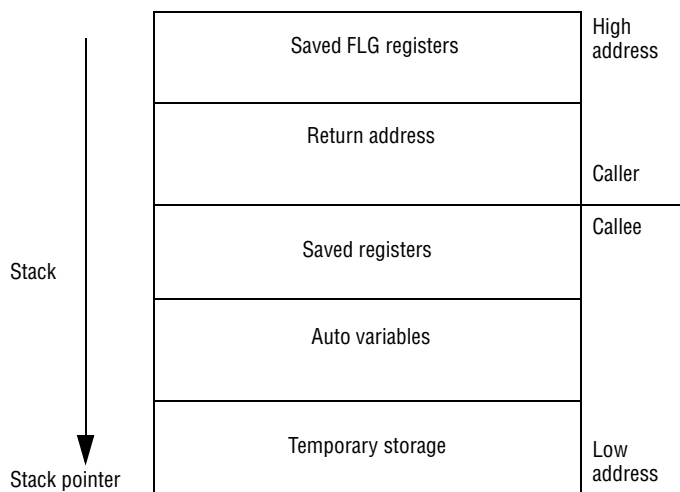 Saved FLG registers
High
address
Return address
Caller
Callee
Saved registers
Stack
Auto variables
Temporary storage
Low
address
Stack pointer